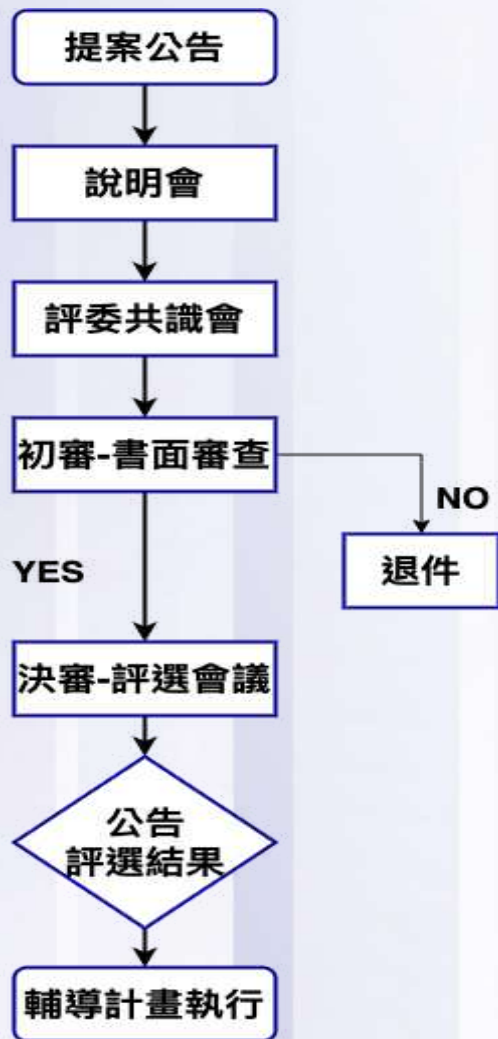 提案公告
說明會
評委共識會
初審-書面審查
NO
YES
退件
決審-評選會議
公告
評選結果
輔導計畫執行